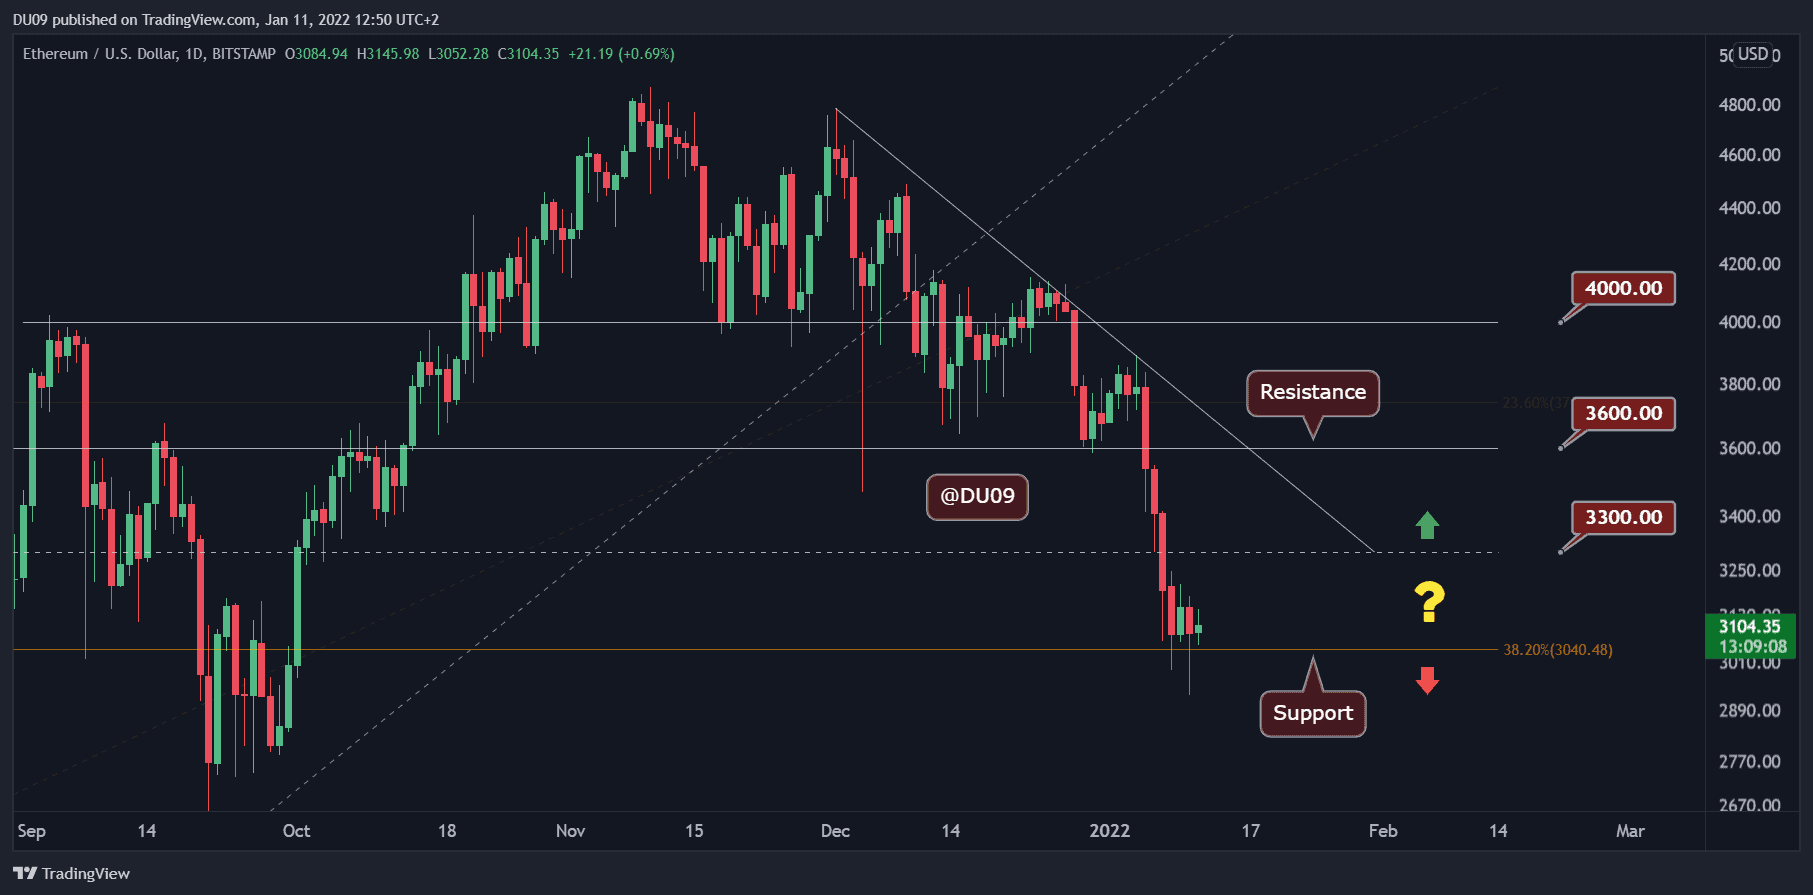 DU09 published on TradingView.com, Jan 11, 2022 12:50 UTC+2
Ethereum / U.S. Dollar, 1D, BITSTAMP O3084.94 H3145.98 L3052.28 C3104.35 +21.19 (+0.69%)
USD
4800.00
4600.00
4400.00
4200.00
4000.00
4000.00
3800.00
Resistance
23.60%(37
3600.00
3600.00
@DU09
3300.00
3400.00
3250.00
?
3130.00
3104.35
13:09:08
38.20%(3040.48)
3010.00
Support
2890.00
2770.00
2670.00
Sep 14 Oct 18 Nov 15 Dec 14 2022 17 Feb 14 Mar
TradingView